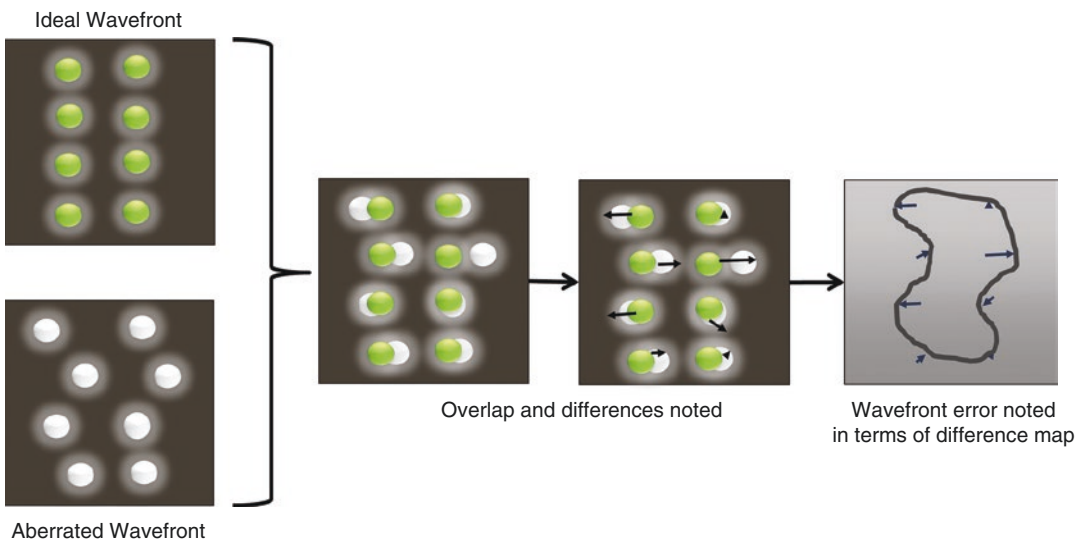 Ideal Wavefront
Aberrated Wavefront
Overlap and differences noted
Wavefront error noted
in terms of difference map